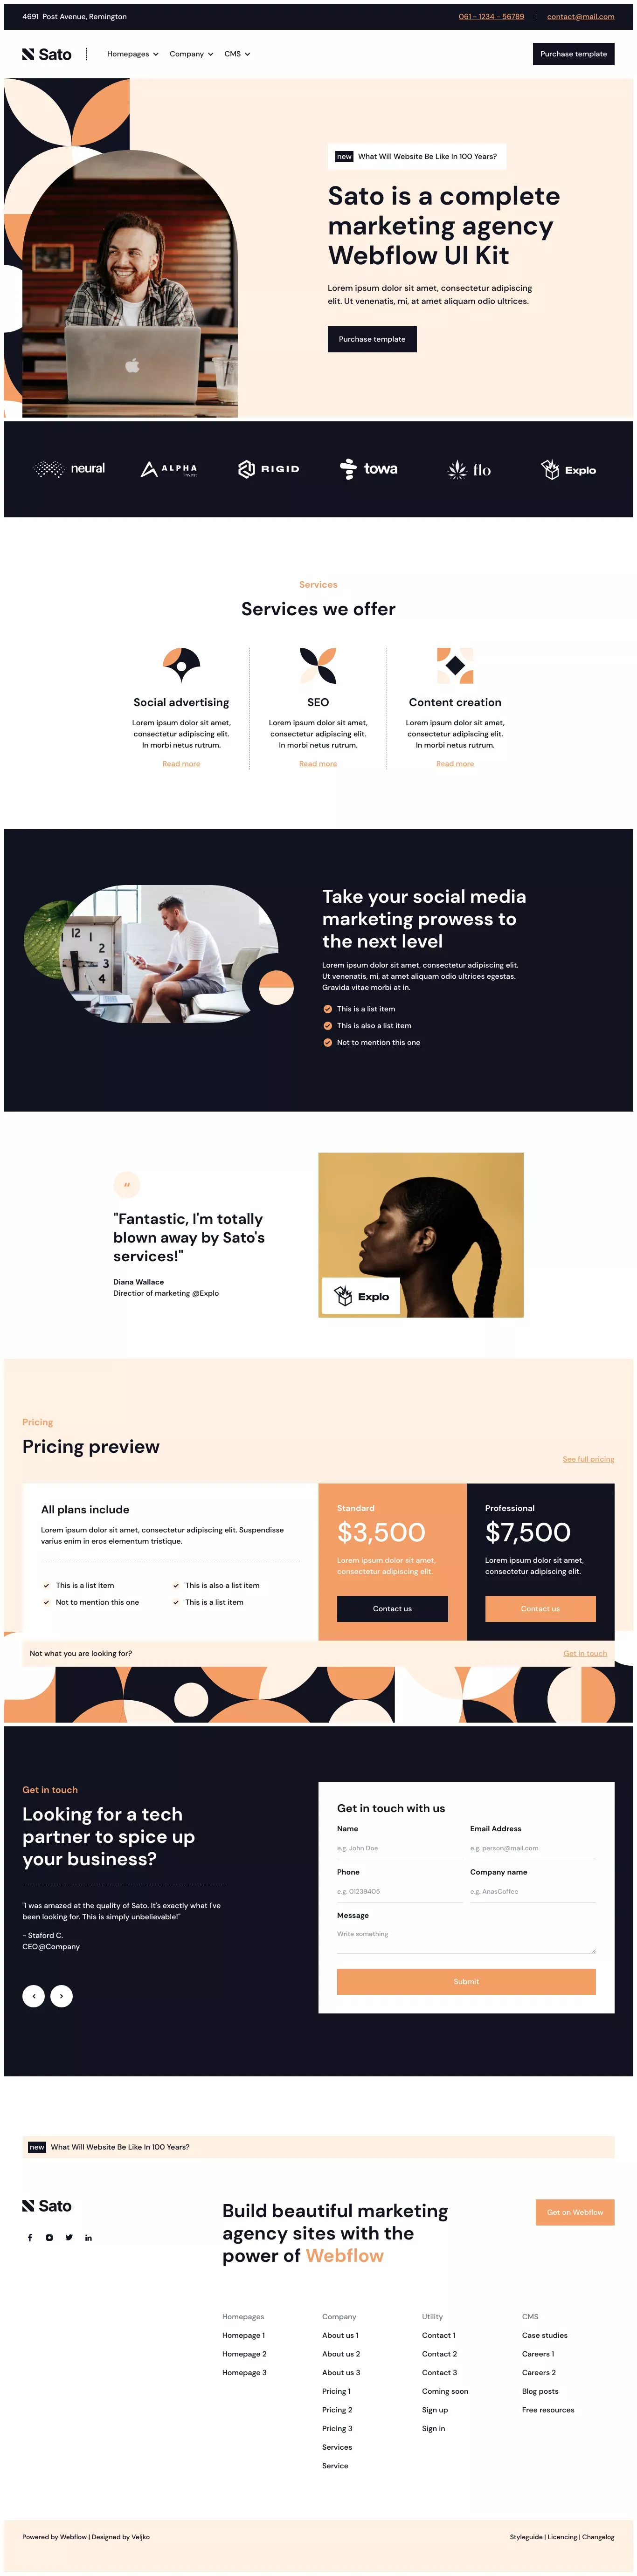 4691 Post Avenue, Remington
061 - 1234 - 56789
contact@mail.com
Sato
Homepages
Company
CMS
Purchase template
new What Will Website Be Like In 100 Years?
Sato is a complete
marketing agency
Webflow UI Kit
Lorem ipsum dolor sit amet, consectetur adipiscing
elit. Ut venenatis, mi, at amet aliquam odio ultrices.
Purchase template
neural
ALPHA
Invest
RIGID
towa
flo
Explo
Services
Services we offer
Social advertising
Lorem ipsum dolor sit amet,
consectetur adipiscing elit.
In morbi netus rutrum.
Read more
SEO
Lorem ipsum dolor sit amet,
consectetur adipiscing elit.
In morbi netus rutrum.
Read more
Content creation
Lorem ipsum dolor sit amet,
consectetur adipiscing elit.
In morbi netus rutrum.
Read more
12
1
2
3
Take your social media
marketing prowess to
the next level
Lorem ipsum dolor sit amet, consectetur adipiscing elit.
Ut venenatis, mi, at amet aliquam odio ultrices egestas.
Gravida vitae morbi at in.
This is a list item
This is also a list item
Not to mention this one
"Fantastic, I'm totally
blown away by Sato's
services!"
Diana Wallace
Directior of marketing @Explo
Explo
Pricing
Pricing preview
See full pricing
All plans include
Lorem ipsum dolor sit amet, consectetur adipiscing elit. Suspendisse
varius enim in eros elementum tristique.
This is a list item
This is also a list item
Not to mention this one
This is a list item
Standard
$3,500
Lorem ipsum dolor sit amet,
consectetur adipiscing elit.
Contact us
Professional
$7,500
Lorem ipsum dolor sit amet,
consectetur adipiscing elit.
Contact us
Not what you are looking for?
Get in touch
Get in touch
Looking for a tech
partner to spice up
your business?
"I was amazed at the quality of Sato. It's exactly what I've
been looking for. This is simply unbelievable!"
- Staford C.
CEO@Company
Get in touch with us
Name
e.g. John Doe
Email Address
e.g. person@mail.com
Phone
e.g. 01239405
Company name
e.g. AnasCoffee
Message
Write something
Submit
new What Will Website Be Like In 100 Years?
Sato
Build beautiful marketing
agency sites with the
power of Webflow
Get on Webflow
Homepages
Homepage 1
Homepage 2
Homepage 3
Company
About us 1
About us 2
About us 3
Pricing 1
Pricing 2
Pricing 3
Services
Service
Utility
Contact 1
Contact 2
Contact 3
Coming soon
Sign up
Sign in
CMS
Case studies
Careers 1
Careers 2
Blog posts
Free resources
Powered by Webflow | Designed by Veljko
Styleguide | Licencing | Changelog